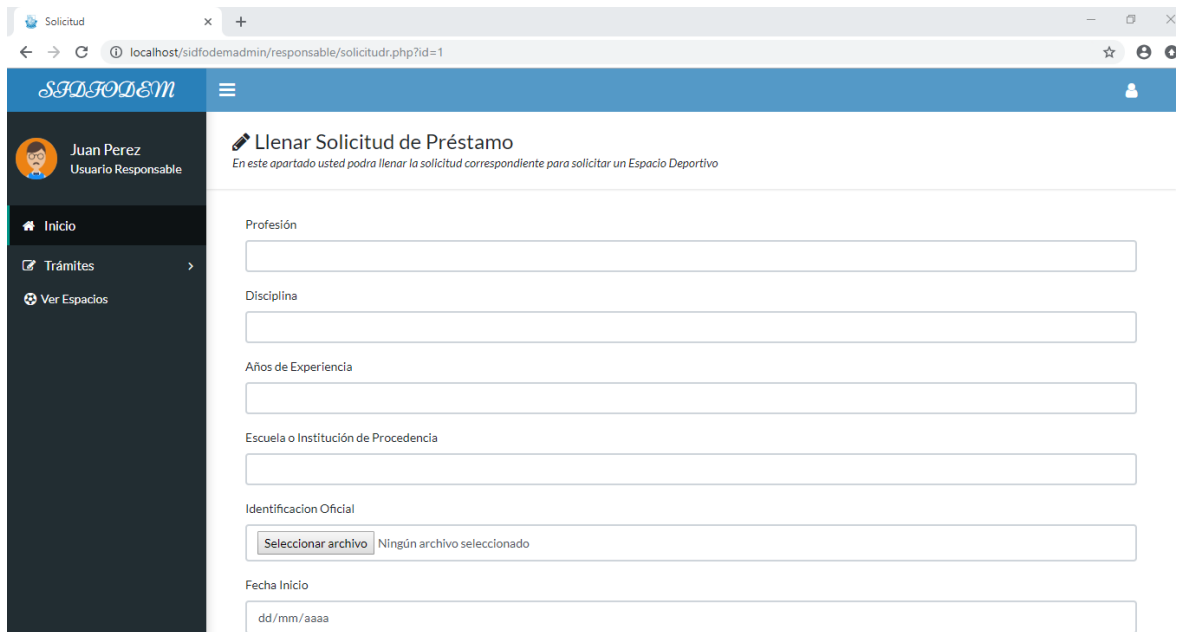 Solicitud
localhost/sidfodemadmin/responsable/solicitudr.php?id=1
SIDFODEM
Juan Perez
Usuario Responsable
Inicio
Trámites
Ver Espacios
Llenar Solicitud de Préstamo
En este apartado usted podra llenar la solicitud correspondiente para solicitar un Espacio Deportivo
Profesión
Disciplina
Años de Experiencia
Escuela o Institución de Procedencia
Identificacion Oficial
Seleccionar archivo Ningún archivo seleccionado
Fecha Inicio
dd/mm/aaaa